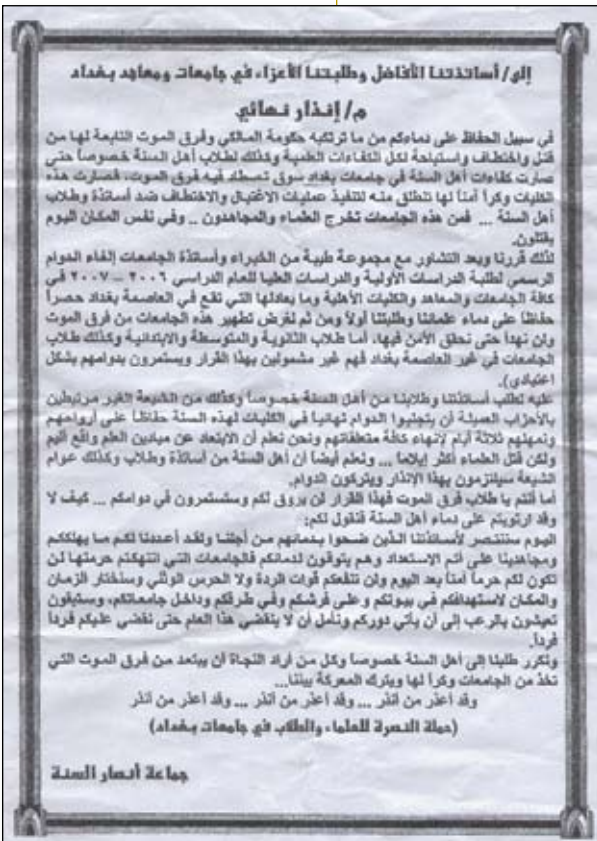 إلى/ أساتذتنا الأفاضل وطلبتنا الأعزاء في جامعات ومعاهد بغداد
م/ إنذار نهائي
في سبيل الحفاظ على دماءكم من ما ترتكبه حكومة المالكي وفرق الموت التابعة لها من
قتل واختطاف واستباحة لكل الكفاءات العلمية وكذلك لطلاب أهل السنة خصوصاً حتى
صارت كفاءات أهل السنة في جامعات بغداد سوق تصطاد فيه فرق الموت، فصارت هذه
الكليات وكراً آمناً لها تنطلق منه لتنفيذ عمليات الاغتيال والاختطاف ضد أساتذة وطلاب
أهل السنة ... فمن هذه الجامعات تخرج العلماء والمجاهدون .. وفي نفس المكان اليوم
يقتلون.
لذلك قررنا وبعد التشاور مع مجموعة طيبة من الخبراء وأساتذة الجامعات إلغاء الدوام
الرسمي لطلبة الدراسات الأولية والدراسات العليا للعام الدراسي ٢٠٠٦ – ٢٠٠٧ في
كافة الجامعات والمعاهد والكليات الأهلية وما يعادلها التي تقع في العاصمة بغداد حصراً
حفاظاً على دماء علمائنا وطلبتنا أولاً ومن ثم لغرض تطهير هذه الجامعات من فرق الموت
ولن نهدأ حتى نحقق الأمن فيها، أما طلاب الثانوية والمتوسطة والابتدائية وكذلك طلاب
الجامعات في غير العاصمة بغداد فهم غير مشمولين بهذا القرار ويستمرون بدوامهم بشكل
اعتيادي).
عليه نطلب أساتذتنا وطلابنا من أهل السنة خصوصاً وكذلك من الشيعة الغير مرتبطين
بالأحزاب العميلة أن يتجنبوا الدوام نهائياً في الكليات لهذه السنة حفاظاً على أرواحهم
ونمهلهم ثلاثة أيام لإنهاء كافة متعلقاتهم ونحن نعلم أن الابتعاد عن ميادين العلم واقع أليم
ولكن قتل العلماء أكثر إيلاماً ... ونعلم أيضاً أن أهل السنة من أساتذة وطلاب وكذلك عوام
الشيعة سيلتزمون بهذا الإنذار ويتركون الدوام.
أما أنتم يا طلاب فرق الموت فهذا القرار لن يروق لكم وستستمرون في دوامكم ... كيف لا
وقد ارتويتم على دماء أهل السنة فنقول لكم:
اليوم سننتصر لأساتذتنا الذين ضحوا بدمائهم من أجلنا ولقد أعددنا لكم ما يهلككم
ومجاهدينا على أتم الاستعداد وهم يتوقون لدمائكم فالجامعات التي انتهكتم حرمتها لن
تكون لكم حرماً آمناً بعد اليوم ولن تنفعكم قوات الردة ولا الحرس الوثني وسنختار الزمان
والمكان لاستهدافكم في بيوتكم وعلى فرشكم وفي طرقكم وداخل جامعاتكم، وستبقون
تعيشون بالرعب إلى أن يأتي دوركم ونأمل أن لا ينقضي هذا العام حتى نقضي عليكم فرداً
فرداً.
ونكرر طلبنا إلى أهل السنة خصوصاً وكل من أراد النجاة أن يبتعد من فرق الموت التي
تخذ من الجامعات وكراً لها ويترك المعركة بيننا...
وقد أعذر من أنذر ... وقد أعذر من أنذر ... وقد أعذر من أنذر
(حملة النصرة للعلماء والطلاب في جامعات بغداد)
جماعة أنصار السنة